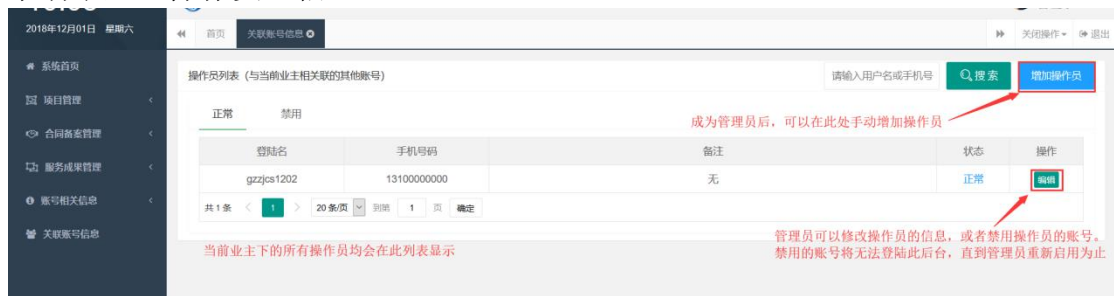 2018年12月01日 星期六
首页 关联账号信息
关闭操作 退出
系统首页
项目管理
合同备案管理
服务成果管理
账号相关信息
关联账号信息
操作员列表（与当前业主相关联的其他账号）
请输入用户名或手机号 搜索 增加操作员
正常 禁用
成为管理员后，可以在此处手动增加操作员
登陆名 手机号码 备注 状态 操作
gzzjcs1202 13100000000 无 正常 编辑
共1条 1 20条/页 到第 1 页 确定
当前业主下的所有操作员均会在此列表显示
管理员可以修改操作员的信息，或者禁用操作员的账号。
禁用的账号将无法登陆此后台，直到管理员重新启用为止